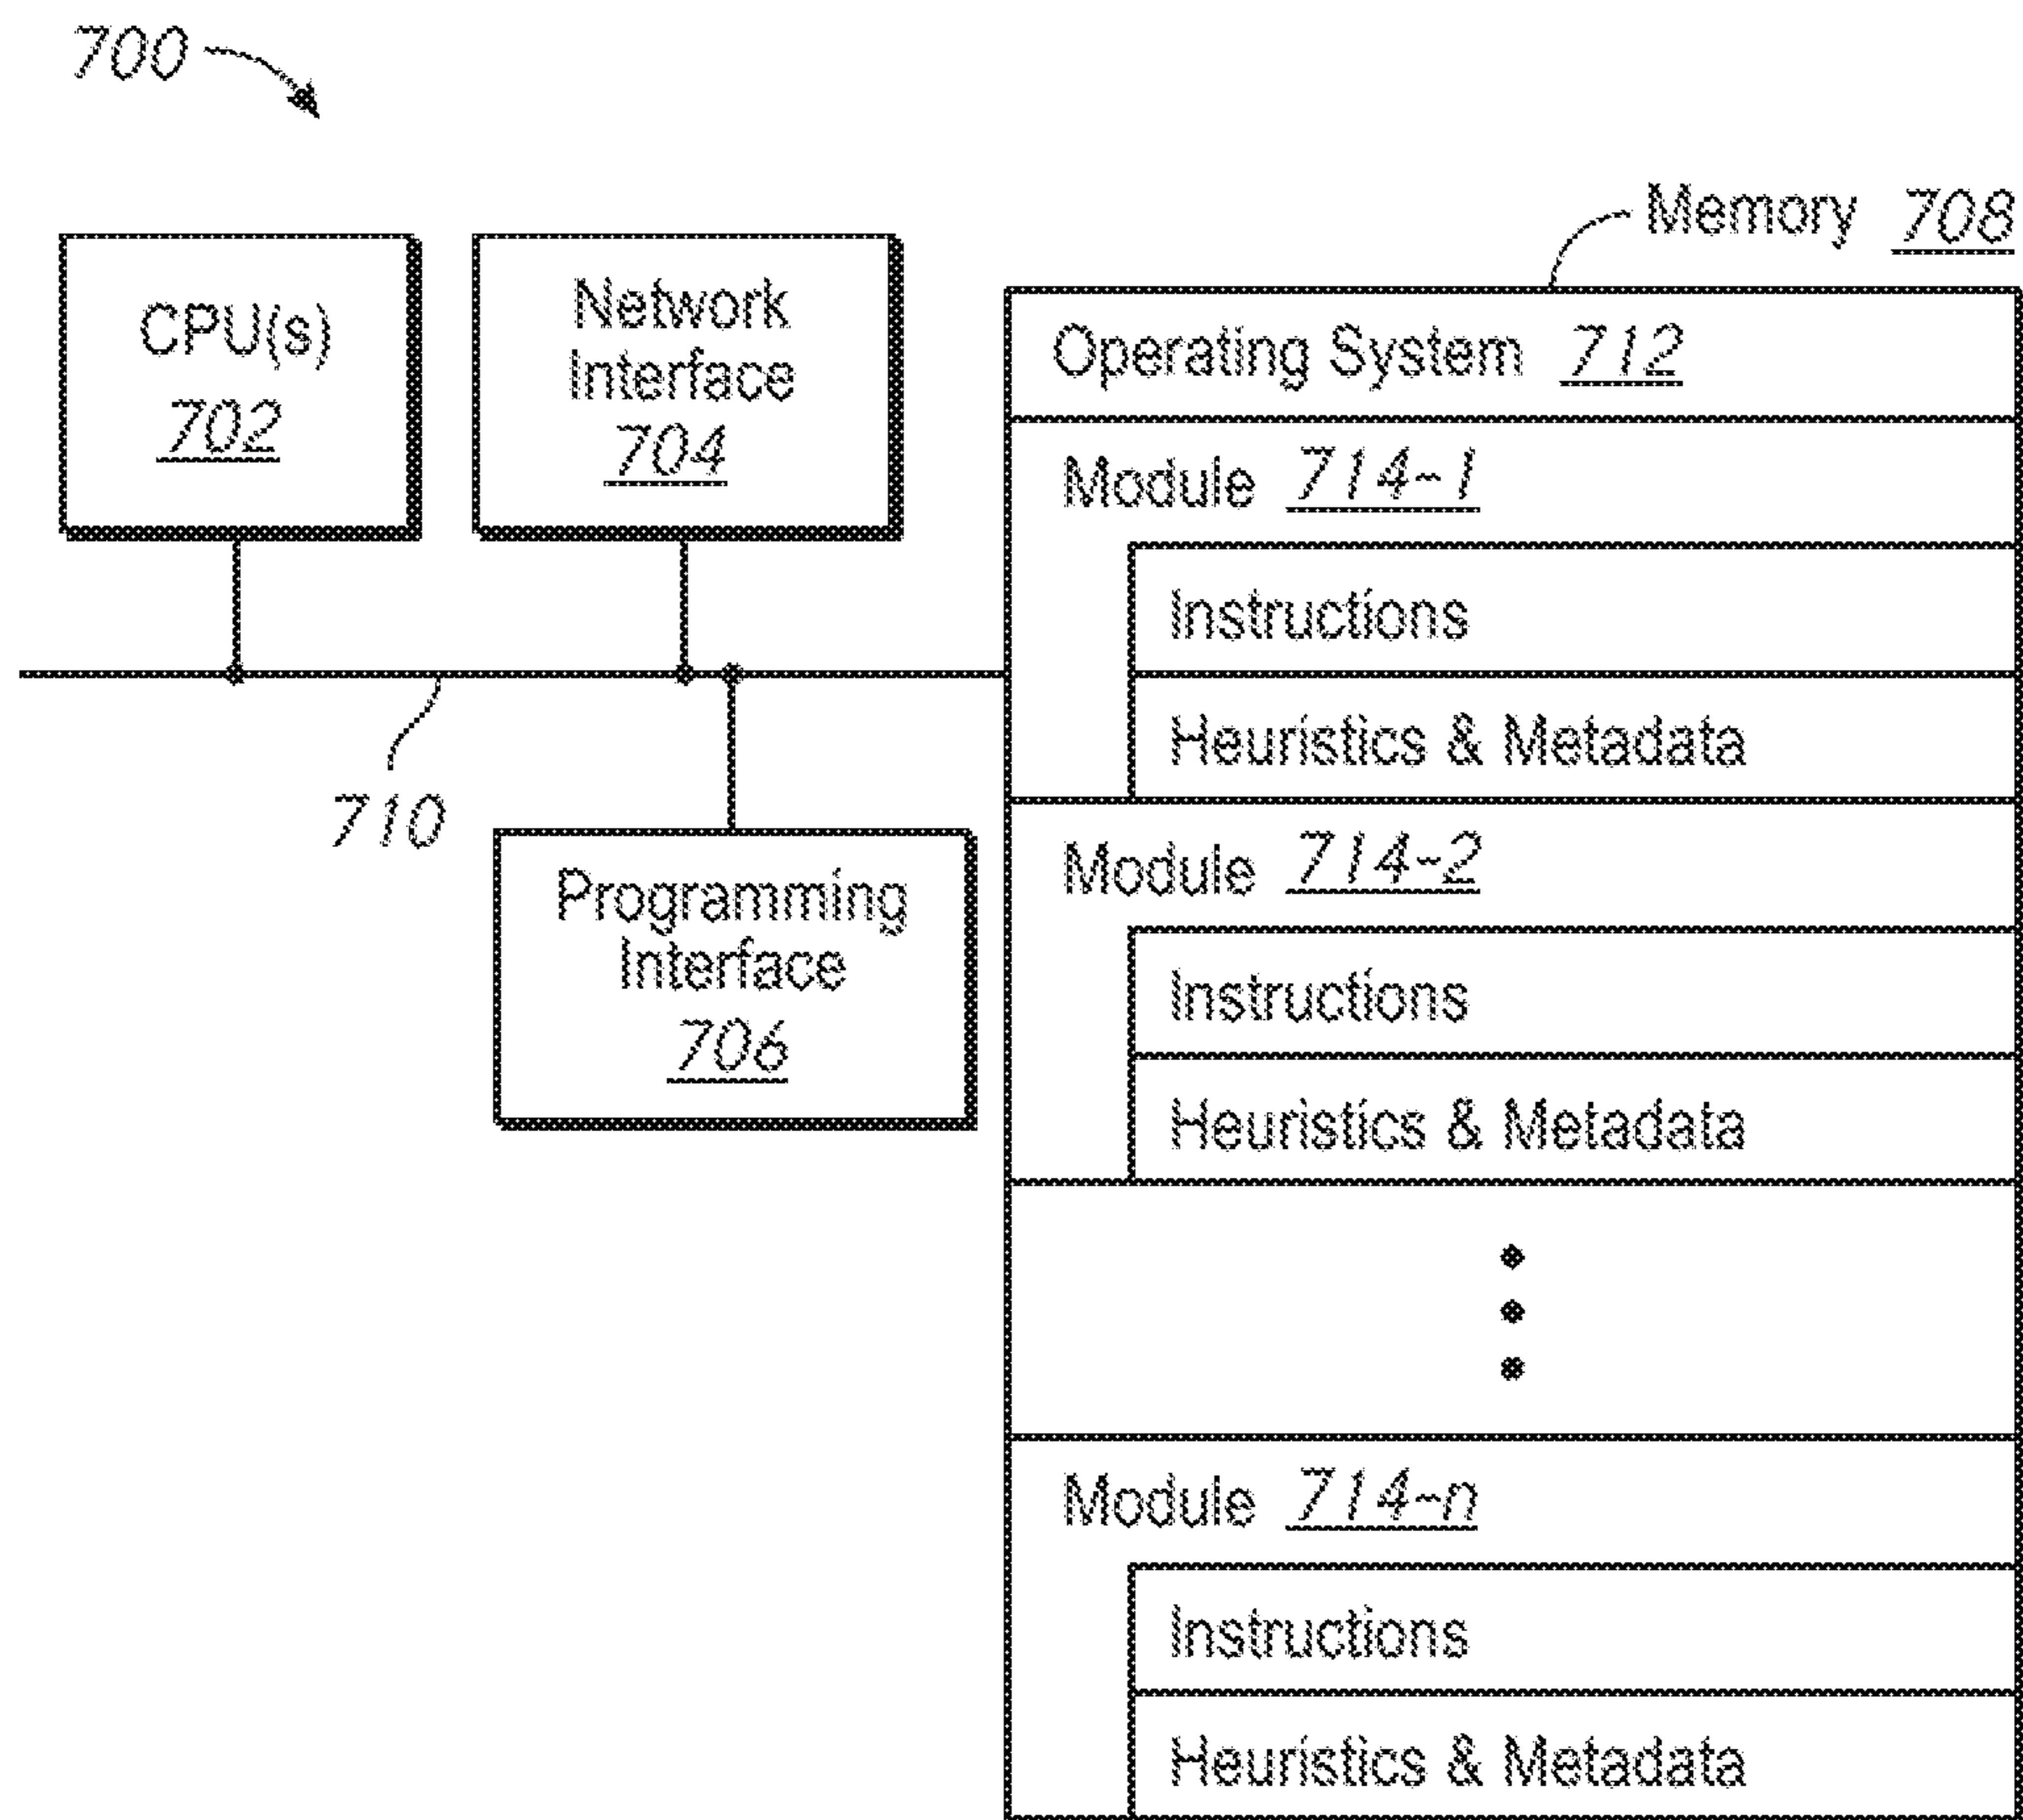 700
Memory 708
CPU(s)
702
Network
Interface
704
Operating System 712
Module 714-1
Instructions
Heuristics & Metadata
710
Programming
Interface
706
Module 714-2
Instructions
Heuristics & Metadata
Module 714-n
Instructions
Heuristics & Metadata